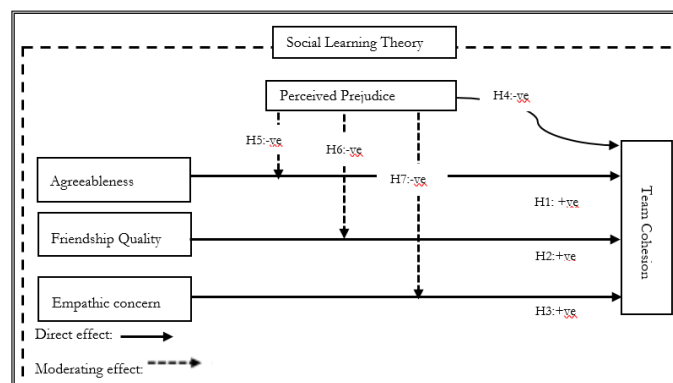 Social Learning Theory
Perceived Prejudice
H4:-ve
H5:-ve
H6:-ve
H7:-ve
Agreeableness
H1: +ve
Friendship Quality
H2:+ve
Empathic concern
H3:+ve
Team Cohesion
Direct effect:
Moderating effect: